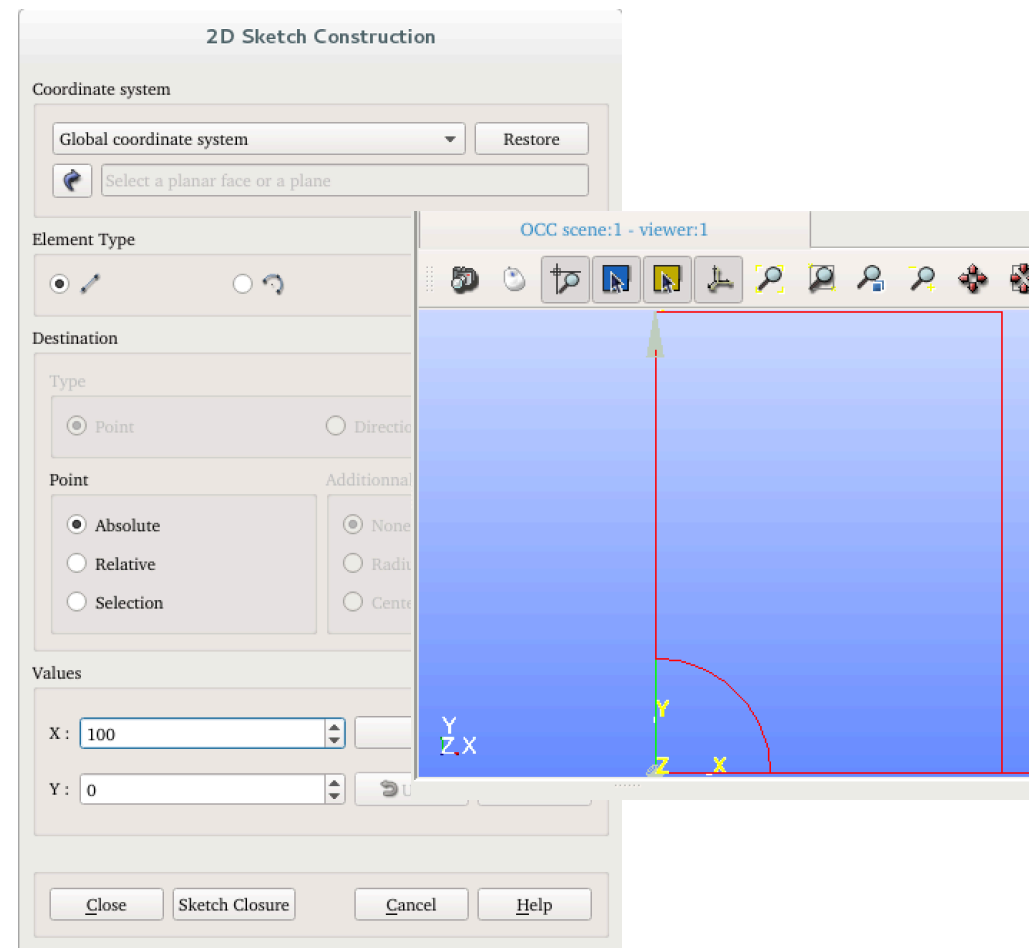 2D Sketch Construction
Coordinate system
Global coordinate system
Restore
Select a planar face or a plane
Element Type
OCC scene:1 - viewer:1
Destination
Type
Point
Point
Absolute
None
Relative
Selection
Values
X : 100
Y : 0
Y
Z X
Y
Z X
Close
Sketch Closure
Cancel
Help